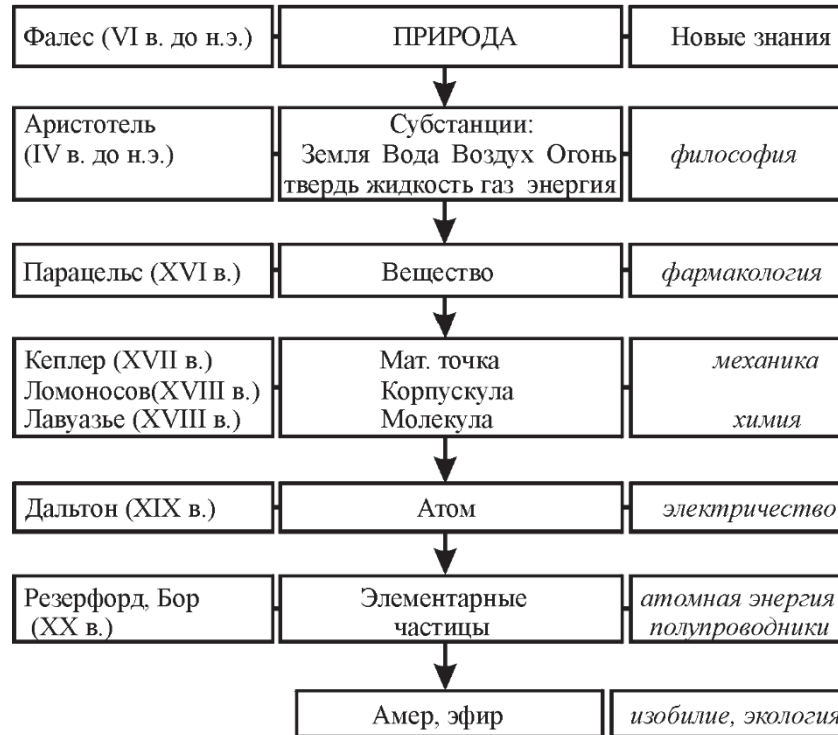 Фалес (VI в. до н.э.) ПРИРОДА Новые знания
Аристотель
(IV в. до н.э.)
Субстанции:
Земля Вода Воздух Огонь
твердь жидкость газ энергия
философия
Парацельс (XVI в.) Вещество фармакология
Кеплер (XVII в.) Мат. точка механика
Ломоносов(XVIII в.) Корпускула
Лавуазье (XVIII в.) Молекула химия
Дальтон (XIX в.) Атом электричество
Резерфорд, Бор Элементарные атомная энергия
(XX в.) частицы полупроводники
Амер, эфир изобилие, экология